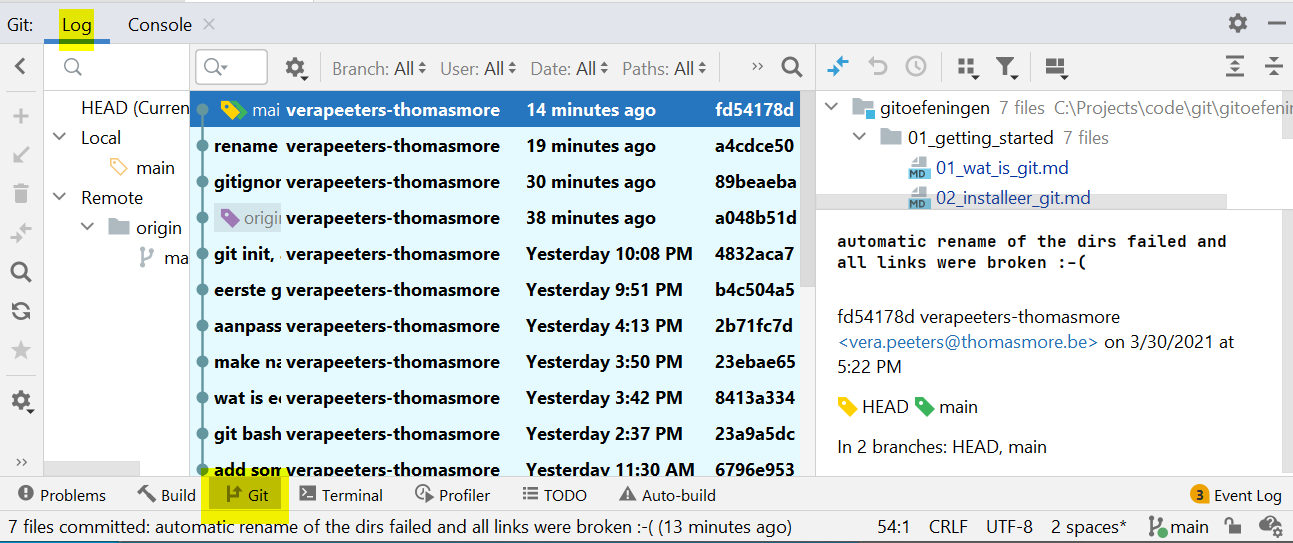 Git: Log Console
Branch: All User: All Date: All Paths: All
HEAD (Curren
Local
main
Remote
origin
ma
mai verapeeters-thomasmore 14 minutes ago fd54178d
rename verapeeters-thomasmore 19 minutes ago a4cdce50
gitignor verapeeters-thomasmore 30 minutes ago 89beaeba
origin verapeeters-thomasmore 38 minutes ago a048b51d
git init, verapeeters-thomasmore Yesterday 10:08 PM 4832aca7
eerste g verapeeters-thomasmore Yesterday 9:51 PM b4c504a5
aanpass verapeeters-thomasmore Yesterday 4:13 PM 2b71fc7d
make na verapeeters-thomasmore Yesterday 3:50 PM 23ebae65
wat is ee verapeeters-thomasmore Yesterday 3:42 PM 8413a334
git bash verapeeters-thomasmore Yesterday 2:37 PM 23a9a5dc
add som verapeeters-thomasmore Yesterday 11:30 AM 6796e953
gitoefeningen 7 files C:\Projects\code\git\gitoefenin
01_getting_started 7 files
MD 01_wat_is_git.md
MD 02_installeer_git.md
automatic rename of the dirs failed and
all links were broken :-(
fd54178d verapeeters-thomasmore
<vera.peeters@thomasmore.be> on 3/30/2021 at
5:22 PM
HEAD main
In 2 branches: HEAD, main
Problems Build Git Terminal Profiler TODO Auto-build 3 Event Log
7 files committed: automatic rename of the dirs failed and all links were broken :-( (13 minutes ago) 54:1 CRLF UTF-8 2 spaces* main